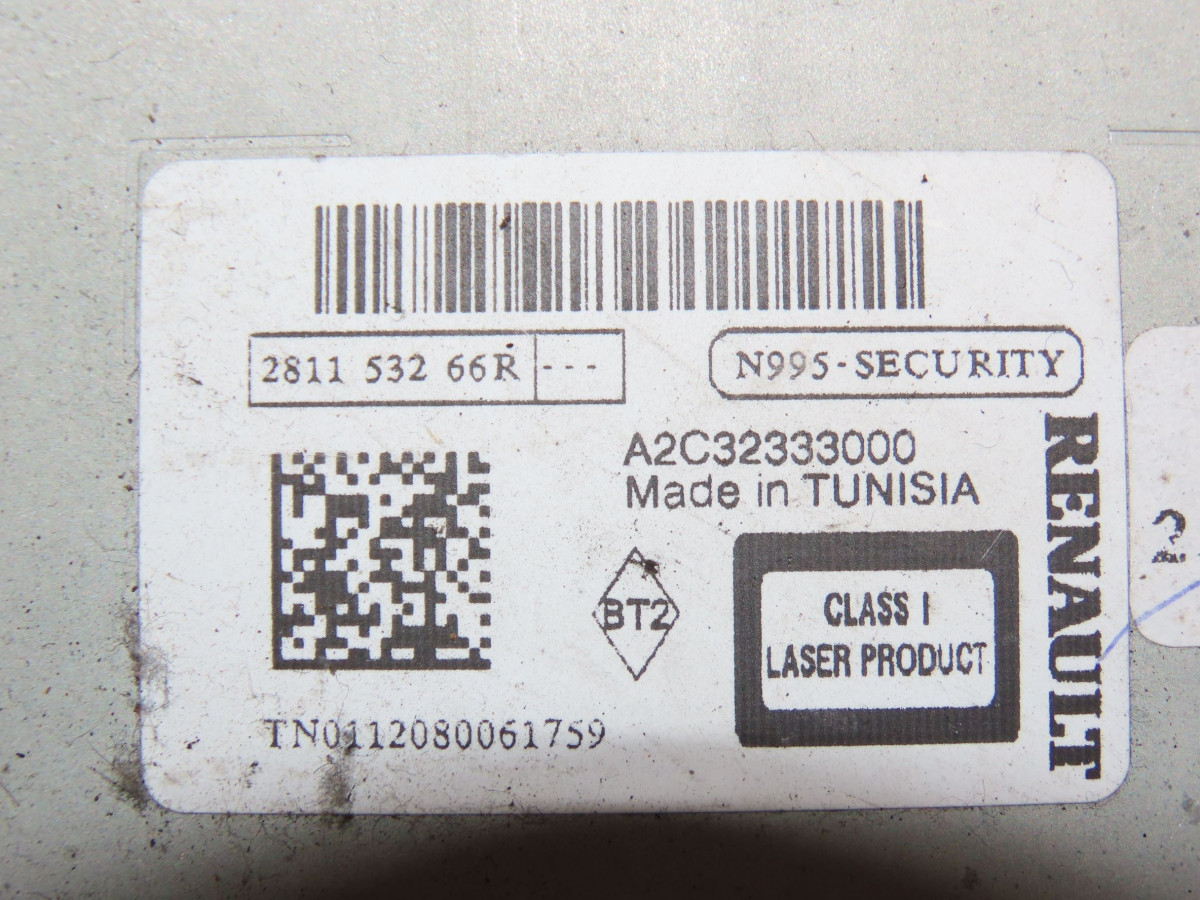 2811 532 66R ---
N995-SECURITY
A2C32333000
Made in TUNISIA
BT2
CLASS I
LASER PRODUCT
RENAULT
TN0112080061759